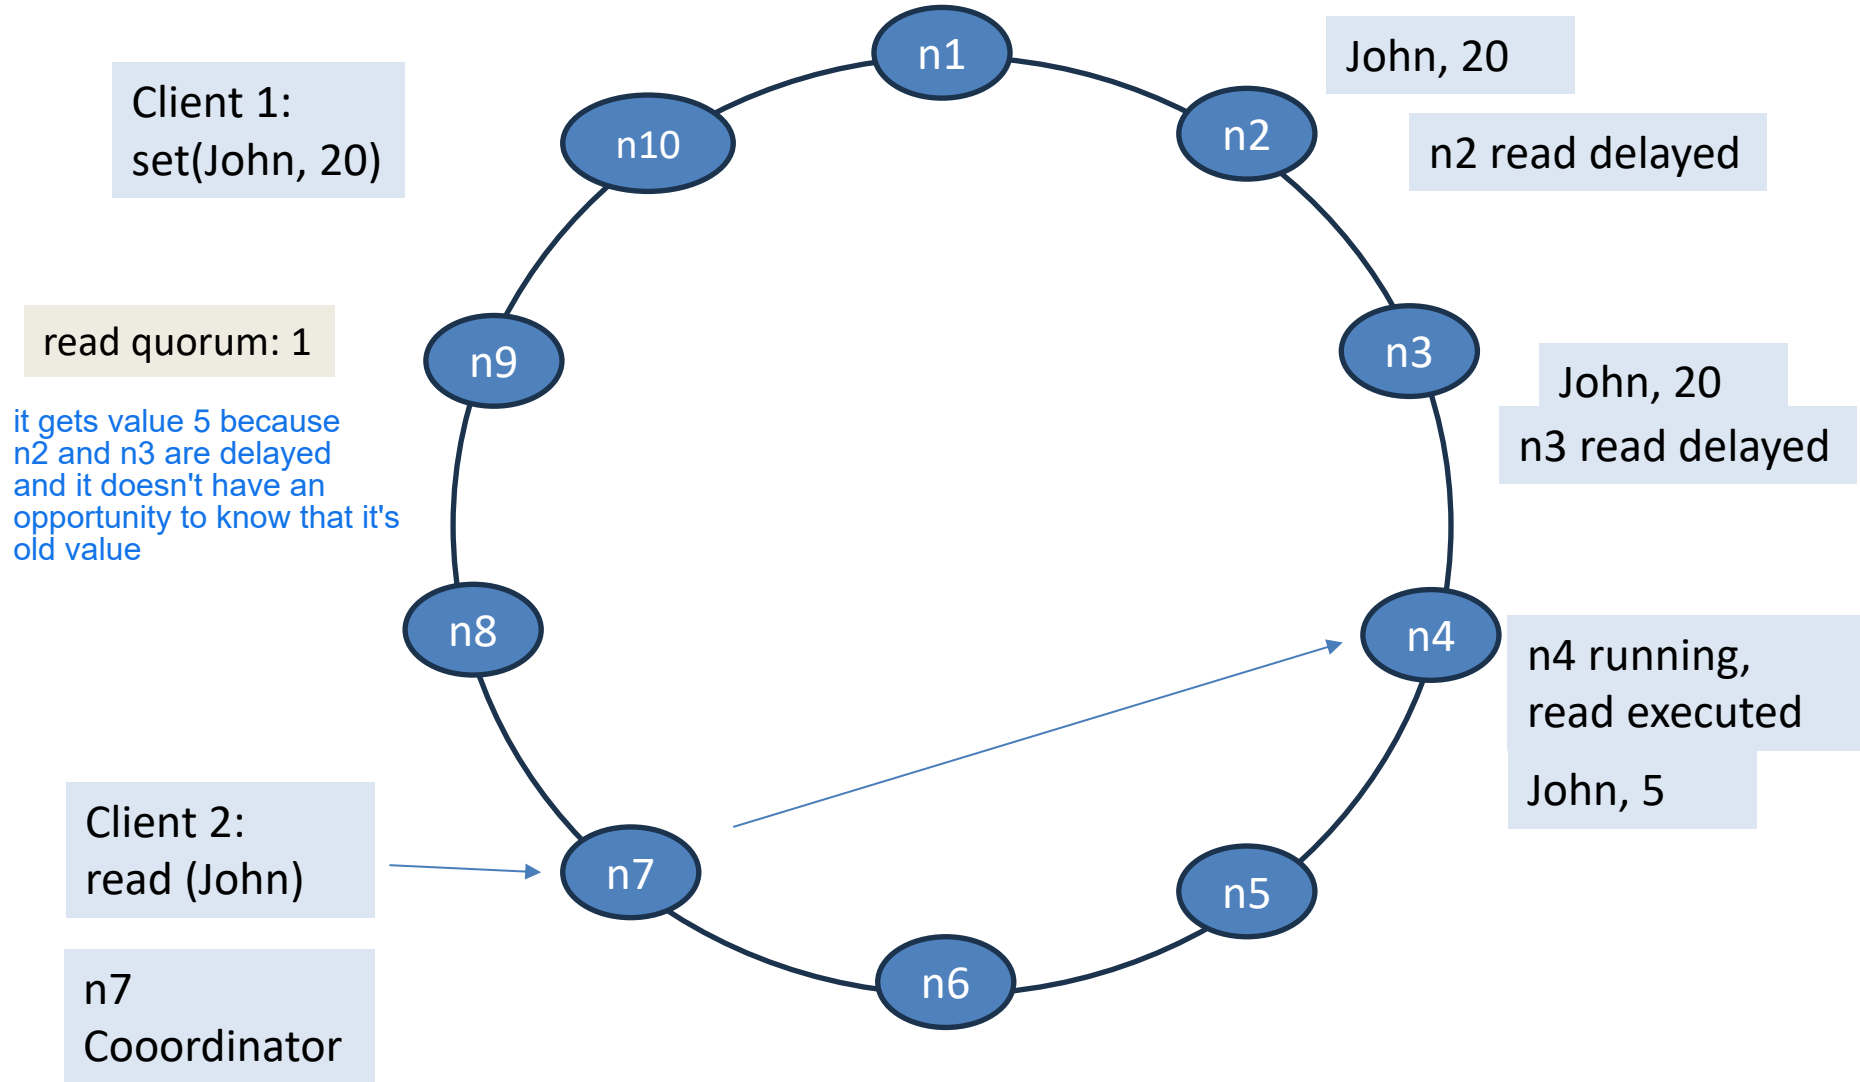 n1
John, 20
Client 1:
set(John, 20)
n10
n2
n2 read delayed
read quorum: 1
n9
n3
John, 20
n3 read delayed
it gets value 5 because
n2 and n3 are delayed
and it doesn't have an
opportunity to know that it's
old value
n8
n4
n4 running,
read executed
John, 5
Client 2:
read (John)
n7
n5
n7
Cooordinator
n6